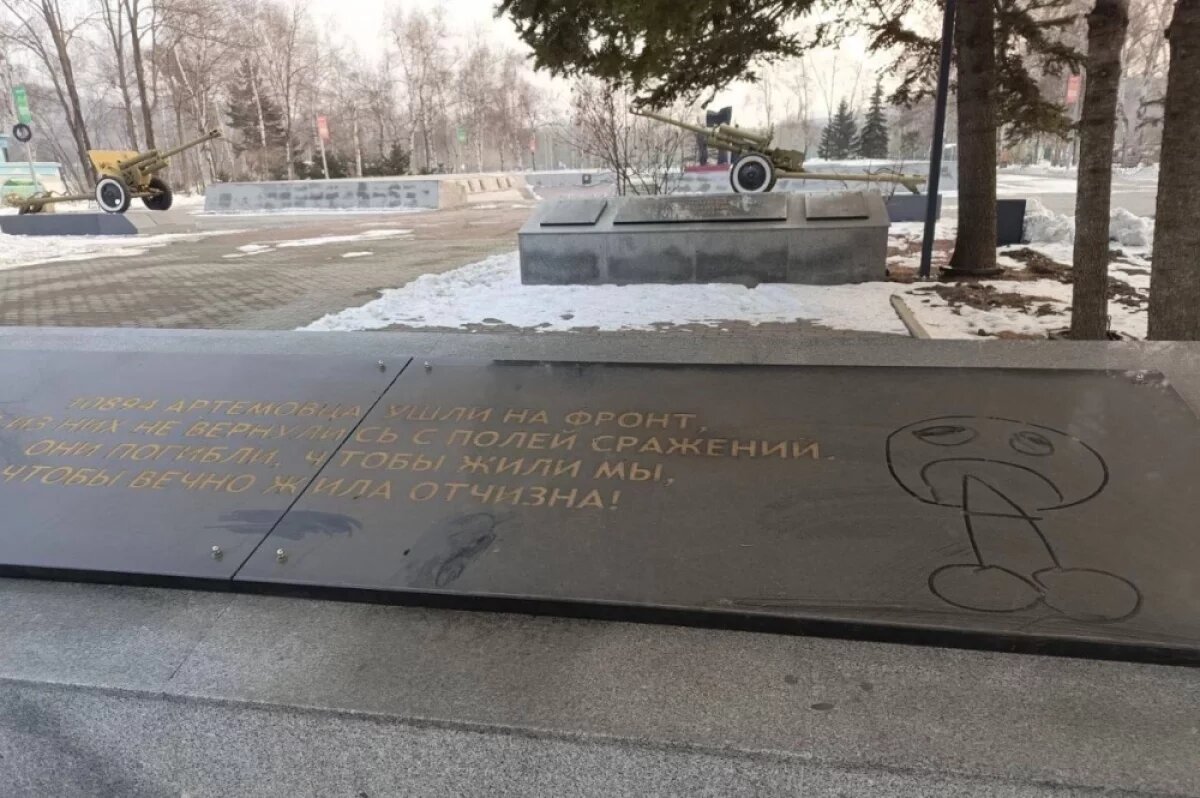 10894 АРТЕМОВЦА УШЛИ НА ФРОНТ,
ИЗ НИХ НЕ ВЕРНУЛИСЬ С ПОЛЕЙ СРАЖЕНИЙ.
ОНИ ПОГИБЛИ, ЧТОБЫ ЖИЛИ МЫ,
ЧТОБЫ ВЕЧНО ЖИЛА ОТЧИЗНА!